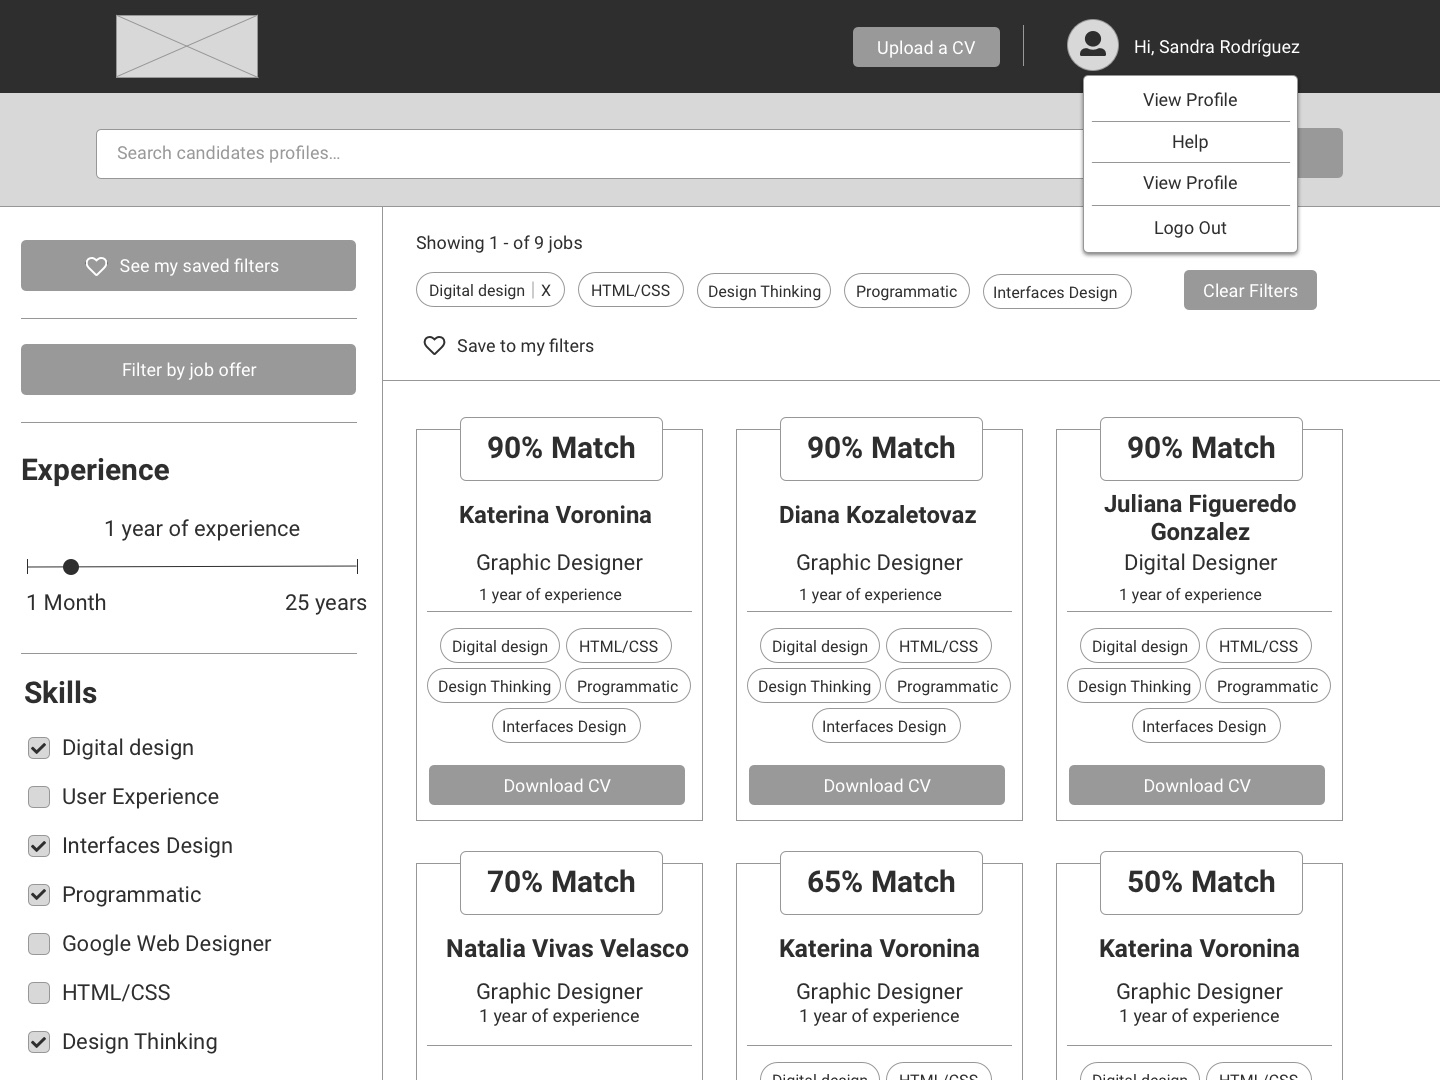 Upload a CV
Hi, Sandra Rodríguez
View Profile
Help
View Profile
Logo Out
Search candidates profiles...
See my saved filters
Filter by job offer
Experience
1 year of experience
1 Month 25 years
Skills
Digital design
User Experience
Interfaces Design
Programmatic
Google Web Designer
HTML/CSS
Design Thinking
Showing 1 - of 9 jobs
Digital design X HTML/CSS Design Thinking Programmatic Interfaces Design Clear Filters
Save to my filters
90% Match
Katerina Voronina
Graphic Designer
1 year of experience
Digital design HTML/CSS
Design Thinking Programmatic
Interfaces Design
Download CV
90% Match
Diana Kozaletovaz
Graphic Designer
1 year of experience
Digital design HTML/CSS
Design Thinking Programmatic
Interfaces Design
Download CV
90% Match
Juliana Figueredo
Gonzalez
Digital Designer
1 year of experience
Digital design HTML/CSS
Design Thinking Programmatic
Interfaces Design
Download CV
70% Match
Natalia Vivas Velasco
Graphic Designer
1 year of experience
65% Match
Katerina Voronina
Graphic Designer
1 year of experience
Digital design HTML/CSS
50% Match
Katerina Voronina
Graphic Designer
1 year of experience
Digital design HTML/CSS